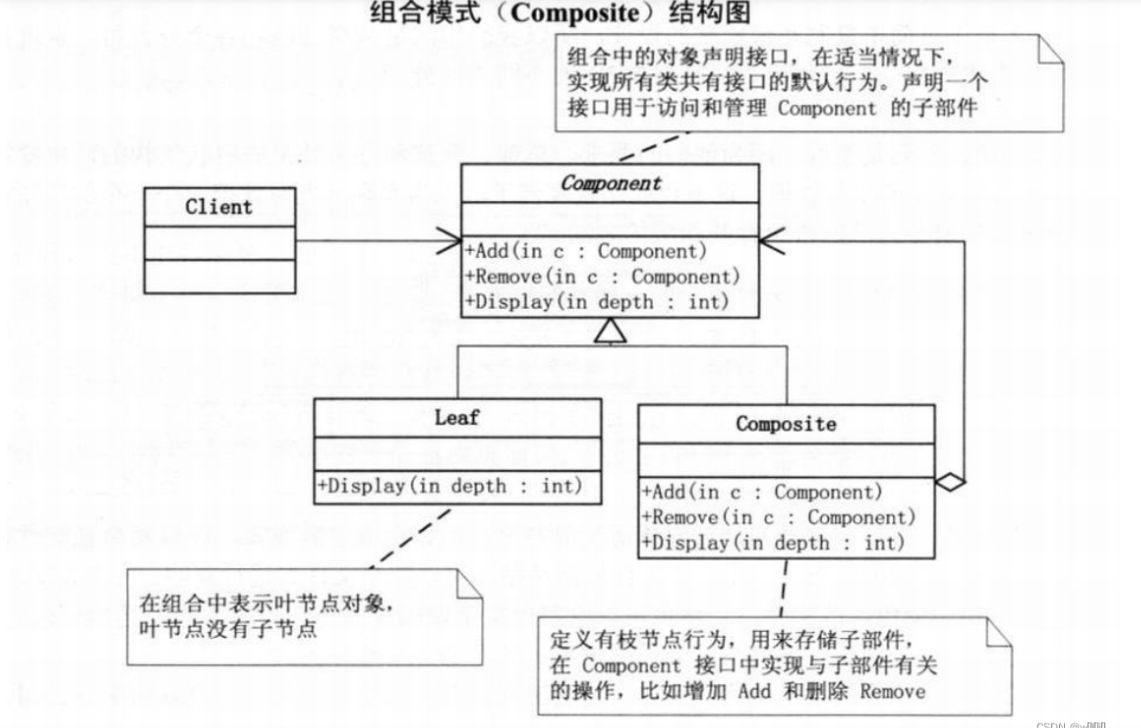 组合模式（Composite）结构图
组合中的对象声明接口，在适当情况下，
实现所有类共有接口的默认行为。声明一个
接口用于访问和管理 Component 的子部件
Component
+Add(in c : Component)
+Remove(in c : Component)
+Display(in depth : int)
Client
Leaf
+Display(in depth : int)
Composite
+Add(in c : Component)
+Remove(in c : Component)
+Display(in depth : int)
在组合中表示叶节点对象，
叶节点没有子节点
定义有枝节点行为，用来存储子部件，
在 Component 接口中实现与子部件有关
的操作，比如增加 Add 和删除 Remove